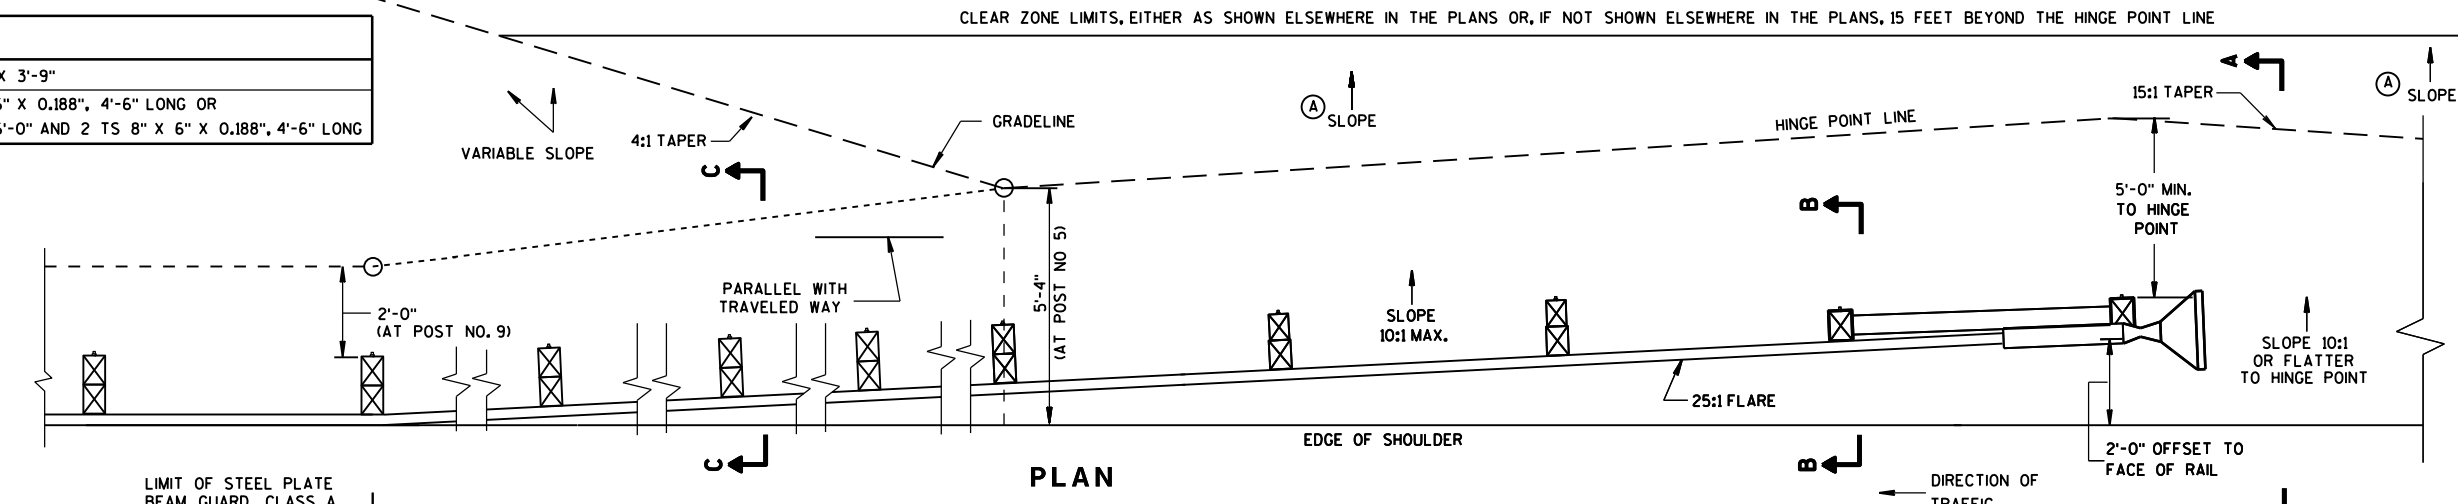 CLEAR ZONE LIMITS, EITHER AS SHOWN ELSEWHERE IN THE PLANS OR, IF NOT SHOWN ELSEWHERE IN THE PLANS, 15 FEET BEYOND THE HINGE POINT LINE
X 3'-9"
" X 0.188", 4'-6" LONG OR
'-0" AND 2 TS 8" X 6" X 0.188", 4'-6" LONG
VARIABLE SLOPE
4:1 TAPER
GRADELINE
A
SLOPE
HINGE POINT LINE
15:1 TAPER
A
A
SLOPE
C
B
5'-0" MIN.
TO HINGE
POINT
2'-0"
(AT POST NO. 9)
PARALLEL WITH
TRAVELED WAY
5'-4"
(AT POST NO 5)
SLOPE
10:1 MAX.
25:1 FLARE
SLOPE 10:1
OR FLATTER
TO HINGE POINT
EDGE OF SHOULDER
C
B
2'-0" OFFSET TO
FACE OF RAIL
PLAN
LIMIT OF STEEL PLATE
BEAM GUARD, CLASS A
DIRECTION OF
TRAFFIC